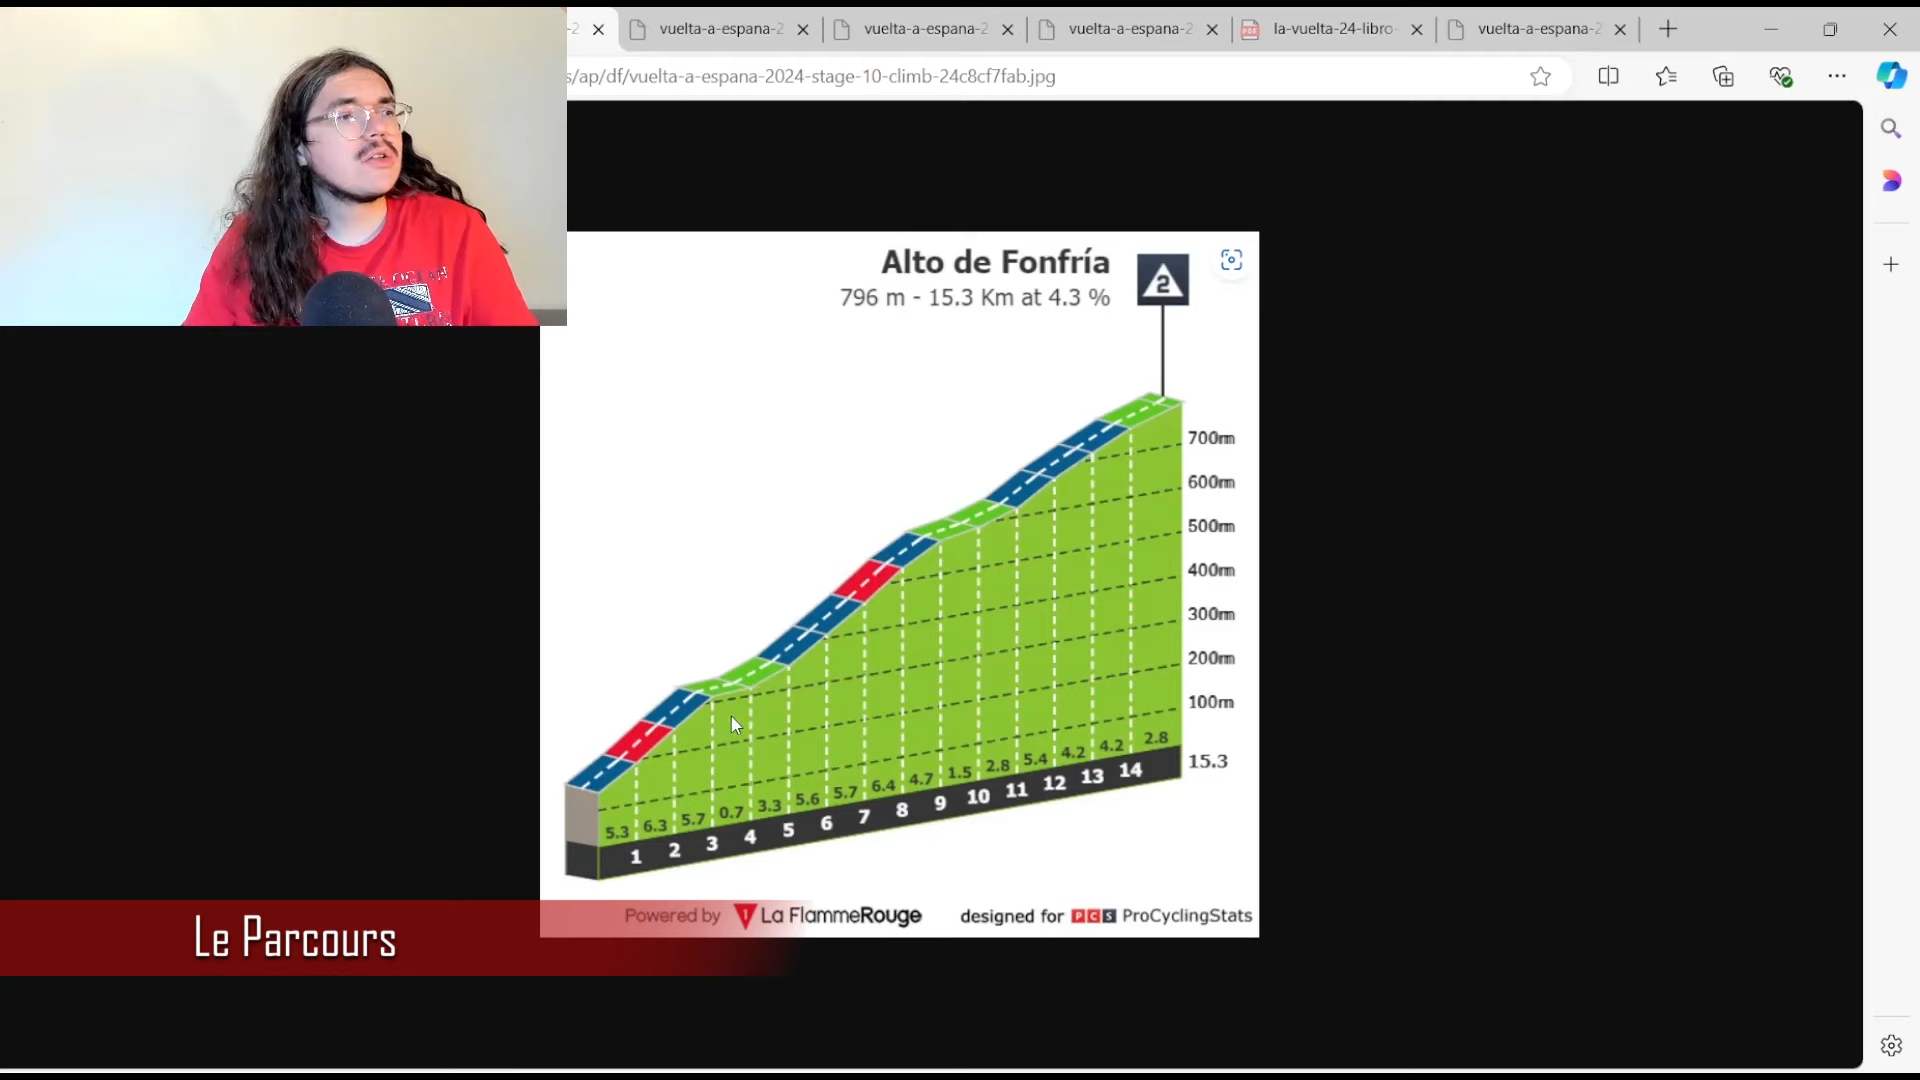 -2
vuelta-a-espana-2
vuelta-a-espana-2
vuelta-a-espana-2
la-vuelta-24-libro-
vuelta-a-espana-2
s/ap/df/vuelta-a-espana-2024-stage-10-climb-24c8cf7fab.jpg
Alto de Fonfría
796 m - 15.3 Km at 4.3 %
2
700m
600m
500m
400m
300m
200m
100m
15.3
5.3 6.3 5.7 0.7 3.3 5.6 5.7 6.4 4.7 1.5 2.8 5.4 4.2 4.2 2.8
1 2 3 4 5 6 7 8 9 10 11 12 13 14
Powered by La FlammeRouge designed for PCS ProCyclingStats
Le Parcours